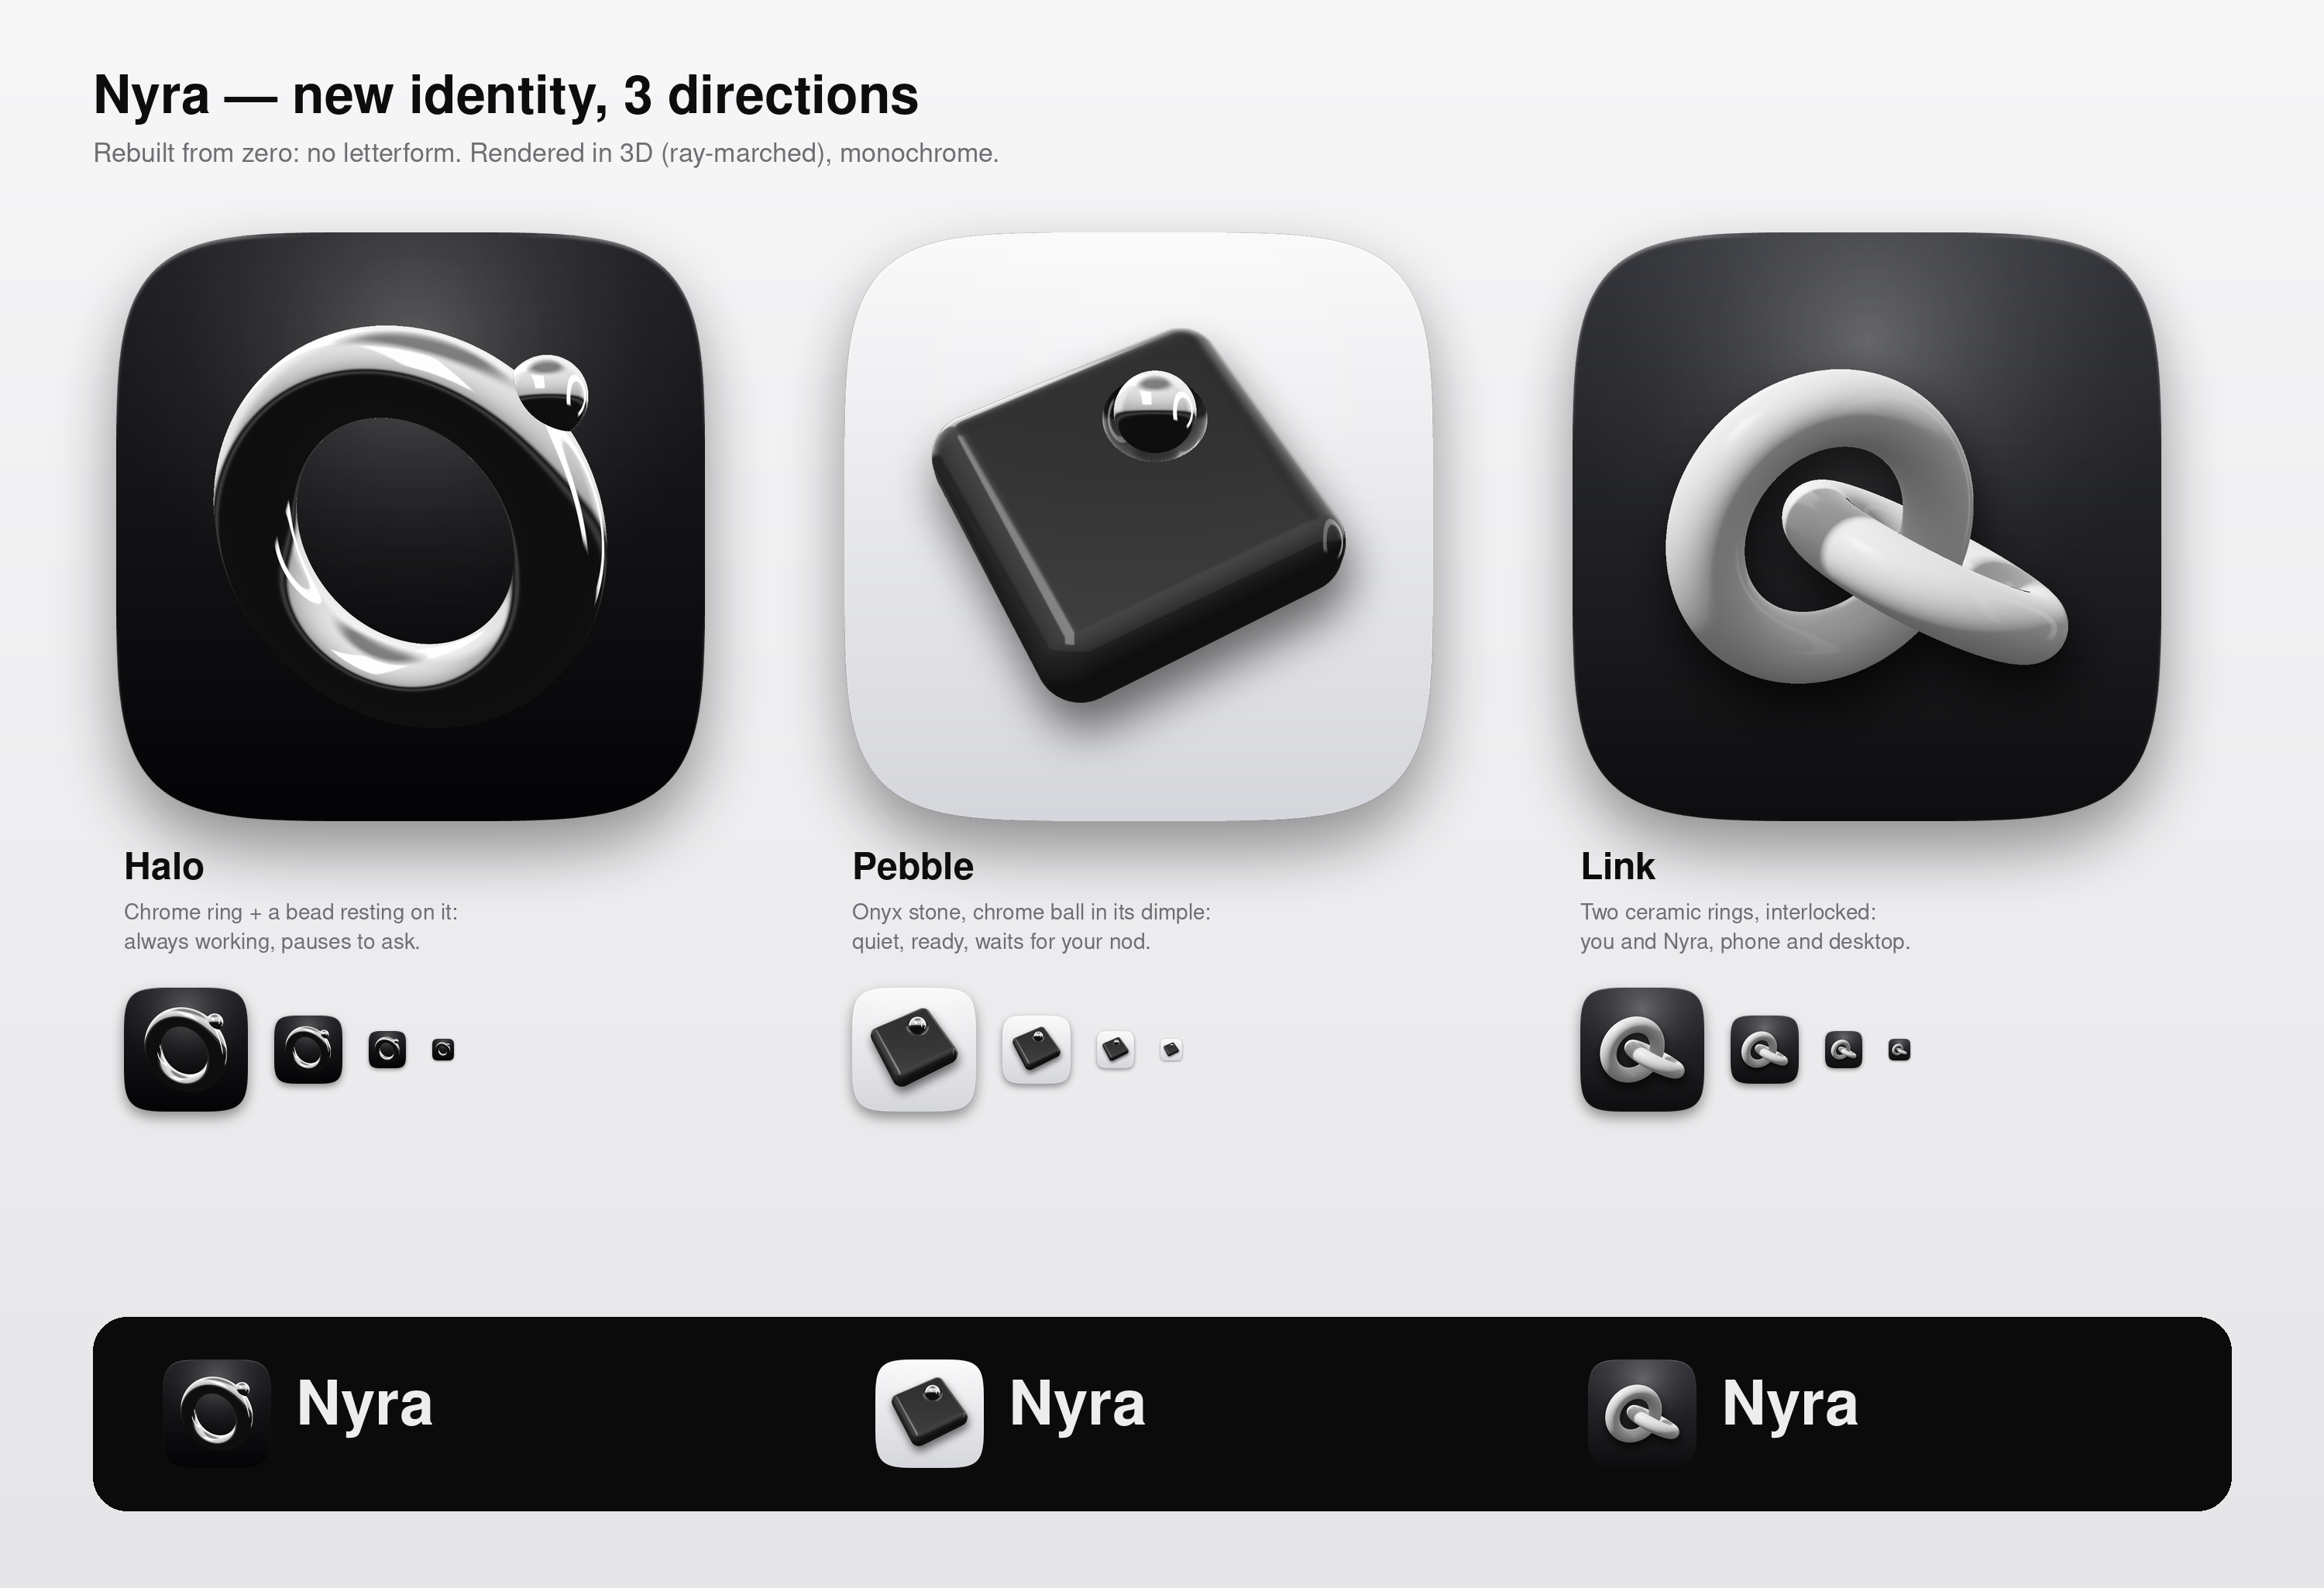 Nyra — new identity, 3 directions
Rebuilt from zero: no letterform. Rendered in 3D (ray-marched), monochrome.
Halo
Chrome ring + a bead resting on it:
always working, pauses to ask.
Pebble
Onyx stone, chrome ball in its dimple:
quiet, ready, waits for your nod.
Link
Two ceramic rings, interlocked:
you and Nyra, phone and desktop.
Nyra
Nyra
Nyra